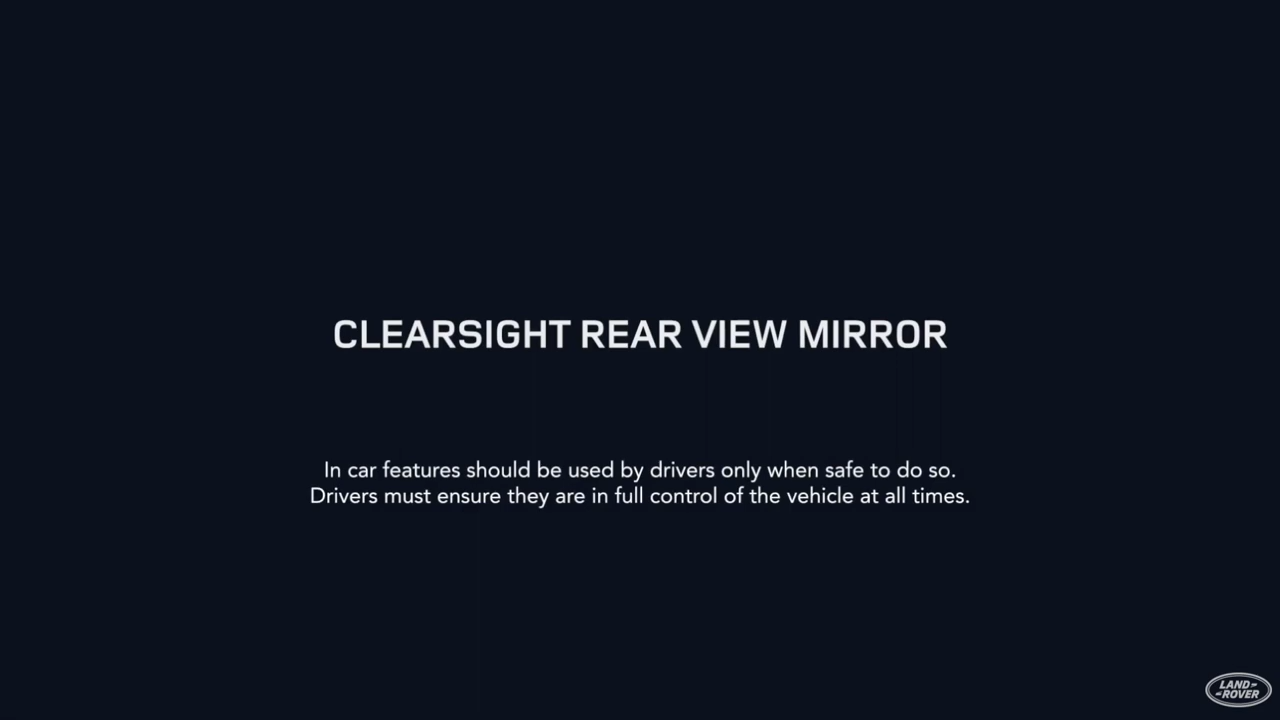 CLEARSIGHT REAR VIEW MIRROR
In car features should be used by drivers only when safe to do so.
Drivers must ensure they are in full control of the vehicle at all times.
LAND
ROVER